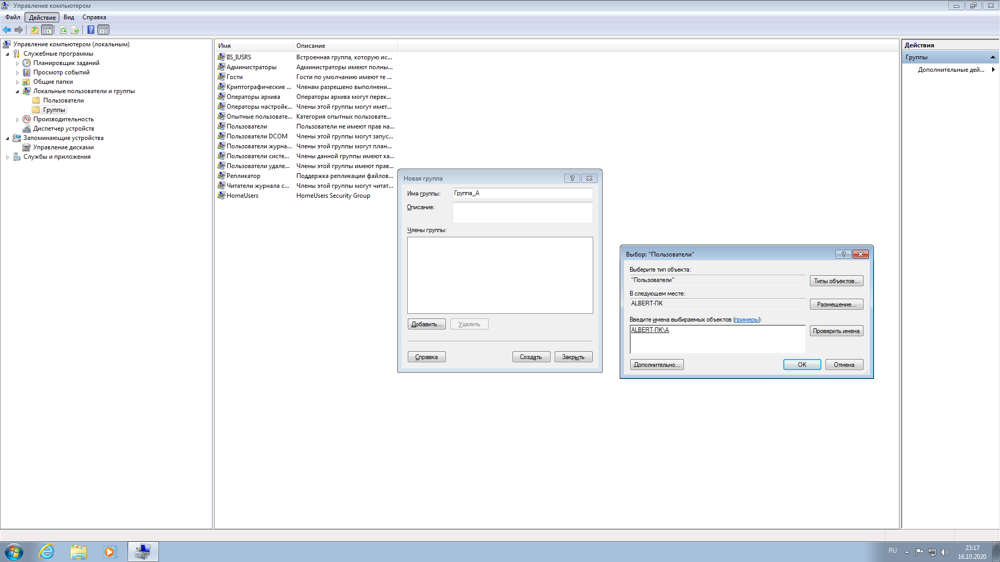 Управление компьютером
Файл Действие Вид Справка
Управление компьютером (локальным)
Служебные программы
Планировщик заданий
Просмотр событий
Общие папки
Локальные пользователи и группы
Пользователи
Группы
Производительность
Диспетчер устройств
Запоминающие устройства
Управление дисками
Службы и приложения
Имя Описание
IIS_IUSRS Встроенная группа, которую ис...
Администраторы Администраторы имеют полны...
Гости Гости по умолчанию имеют те ...
Криптографические ... Членам разрешено выполнени...
Операторы архива Операторы архива могут перек...
Операторы настройк... Члены этой группы могут имет...
Опытные пользовате... Категория опытных пользовате...
Пользователи Пользователи не имеют прав на...
Пользователи DCOM Члены этой группы могут запус...
Пользователи журна... Члены этой группы могут план...
Пользователи систе... Члены данной группы имеют ка...
Пользователи удале... Члены этой группы имеют прав...
Репликатор Поддержка репликации файлов...
Читатели журнала с... Члены этой группы могут читат...
HomeUsers HomeUsers Security Group
Новая группа
Имя группы: Группа_А
Описание:
Члены группы:
Добавить... Удалить
Справка Создать Закрыть
Выбор: "Пользователи"
Выберите тип объекта:
"Пользователи" Типы объектов...
В следующем месте:
ALBERT-ПК Размещение...
Введите имена выбираемых объектов (примеры):
ALBERT-ПК\А Проверить имена
Дополнительно... ОК Отмена
Действия
Группы
Дополнительные дей...
RU
23:17
16.10.2020